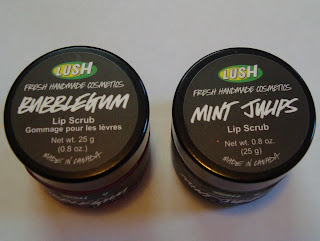 LUSH
FRESH HANDMADE COSMETICS
BUBBLEGUM
Lip Scrub
Gommage pour les lèvres
Net wt. 25 g
(0.8 oz.)
MADE IN CANADA
LUSH
FRESH HANDMADE COSMETICS
MINT JULIPS
Lip Scrub
Net wt. 0.8 oz.
(25 g)
MADE IN CANADA